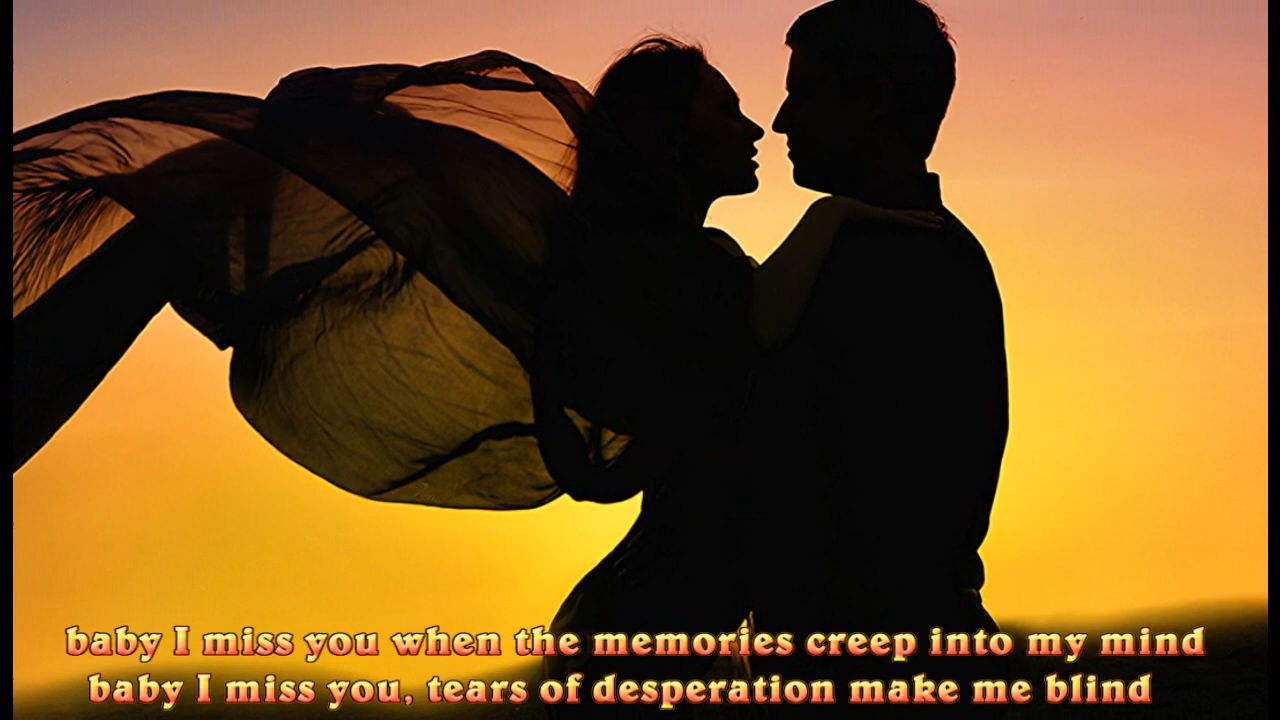 baby I miss you when the memories creep into my mind
baby I miss you, tears of desperation make me blind